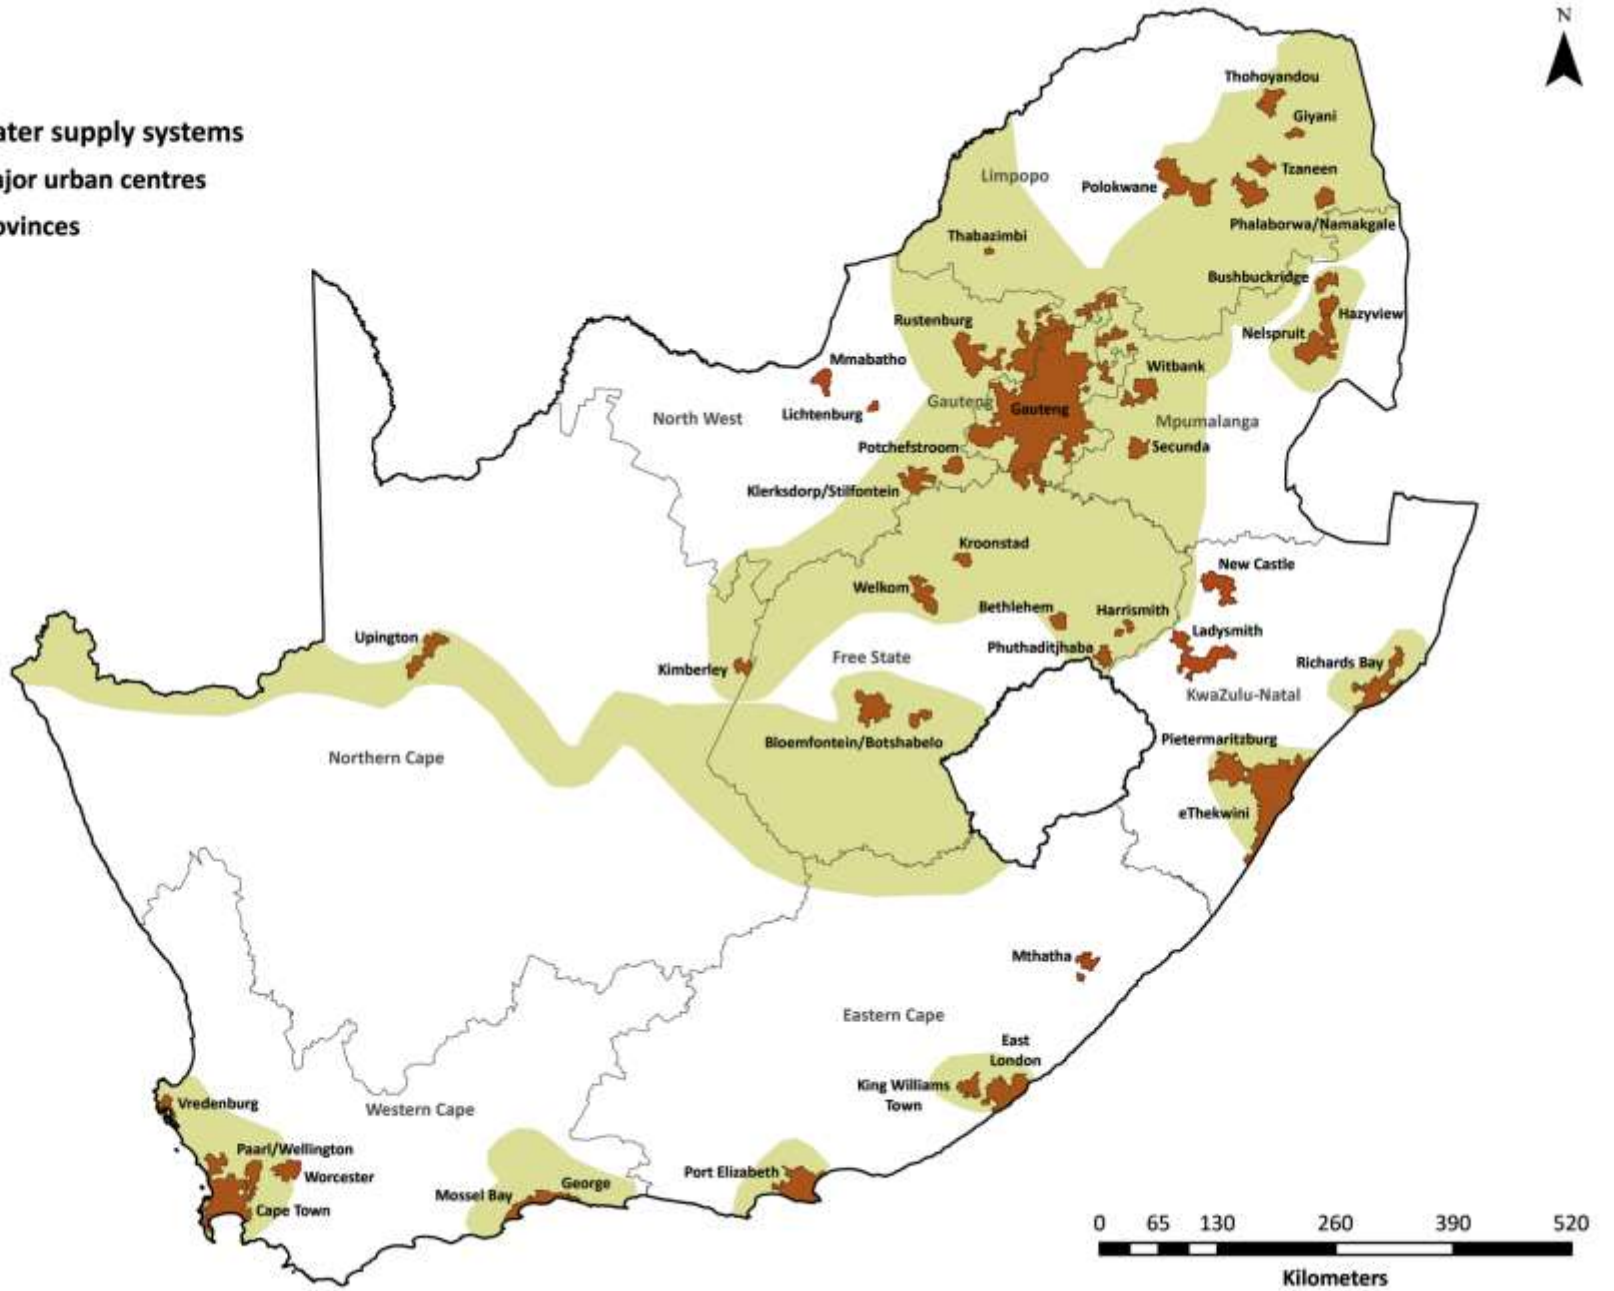 ater supply systems
ajor urban centres
ovinces
N
Thohoyandou
Giyani
Limpopo
Polokwane
Tzaneen
Phalaborwa/Namakgale
Thabazimbi
Bushbuckridge
Hazyview
Rustenburg
Nelspruit
Mmabatho
Witbank
North West
Lichtenburg
Gauteng
Gauteng
Mpumalanga
Potchefstroom
Secunda
Klerksdorp/Stilfontein
Kroonstad
New Castle
Welkom
Bethlehem
Harrismith
Upington
Ladysmith
Phuthaditjhaba
Free State
Kimberley
Richards Bay
KwaZulu-Natal
Bloemfontein/Botshabelo
Pietermaritzburg
Northern Cape
eThekwini
Mthatha
Eastern Cape
East
London
King Williams
Town
Vredenburg
Western Cape
Paarl/Wellington
Worcester
Port Elizabeth
George
Mossel Bay
Cape Town
0 65 130 260 390 520
Kilometers